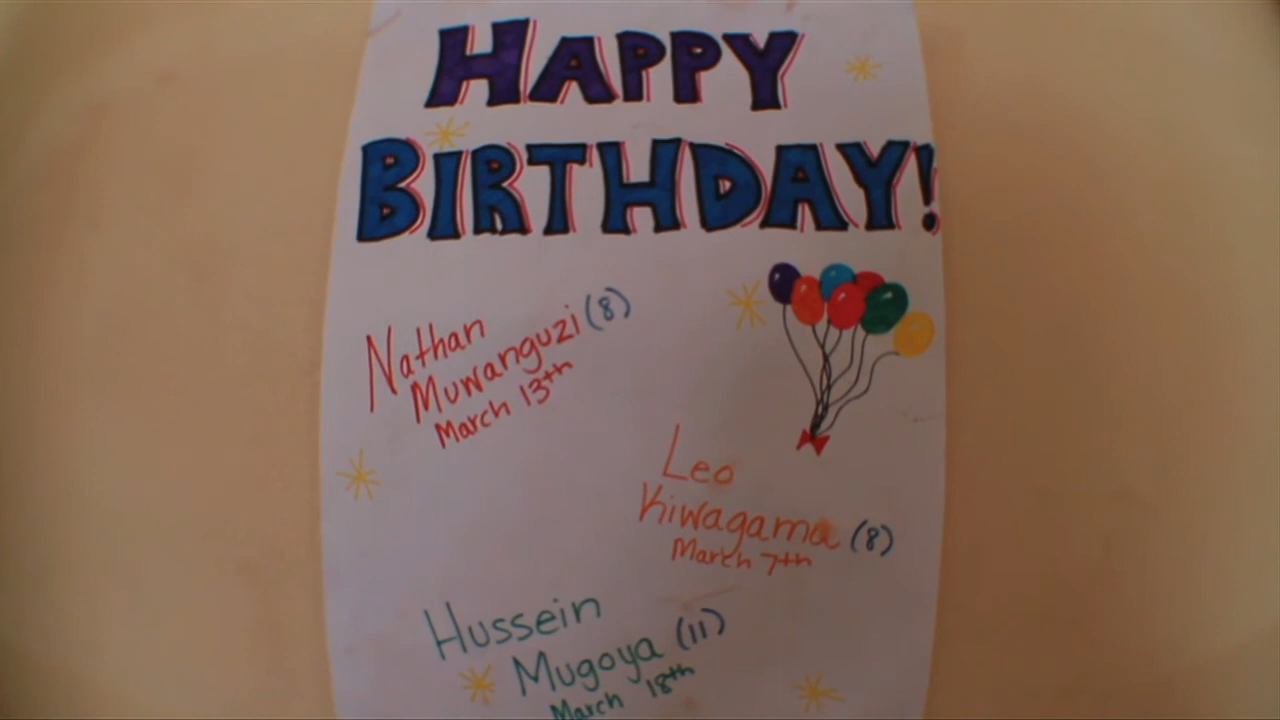 HAPPY
BIRTHDAY!
Nathan
Muwanguzi (8)
March 13th
Leo
Kiwagama (8)
March 7th
Hussein
Mugoya (11)
March 18th